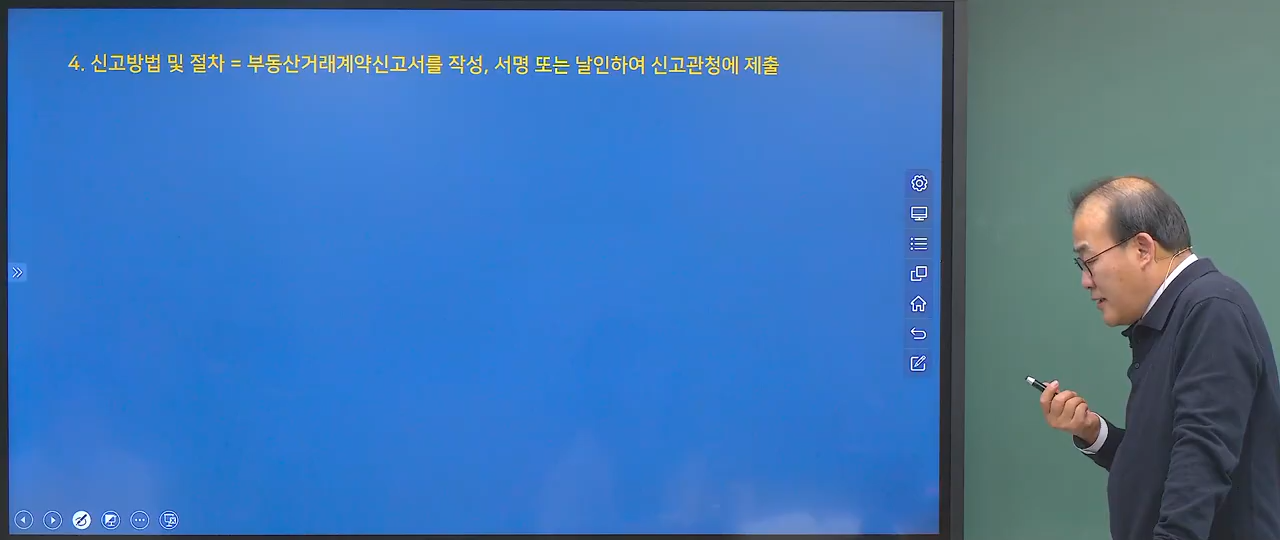 4. 신고방법 및 절차 = 부동산거래계약신고서를 작성, 서명 또는 날인하여 신고관청에 제출